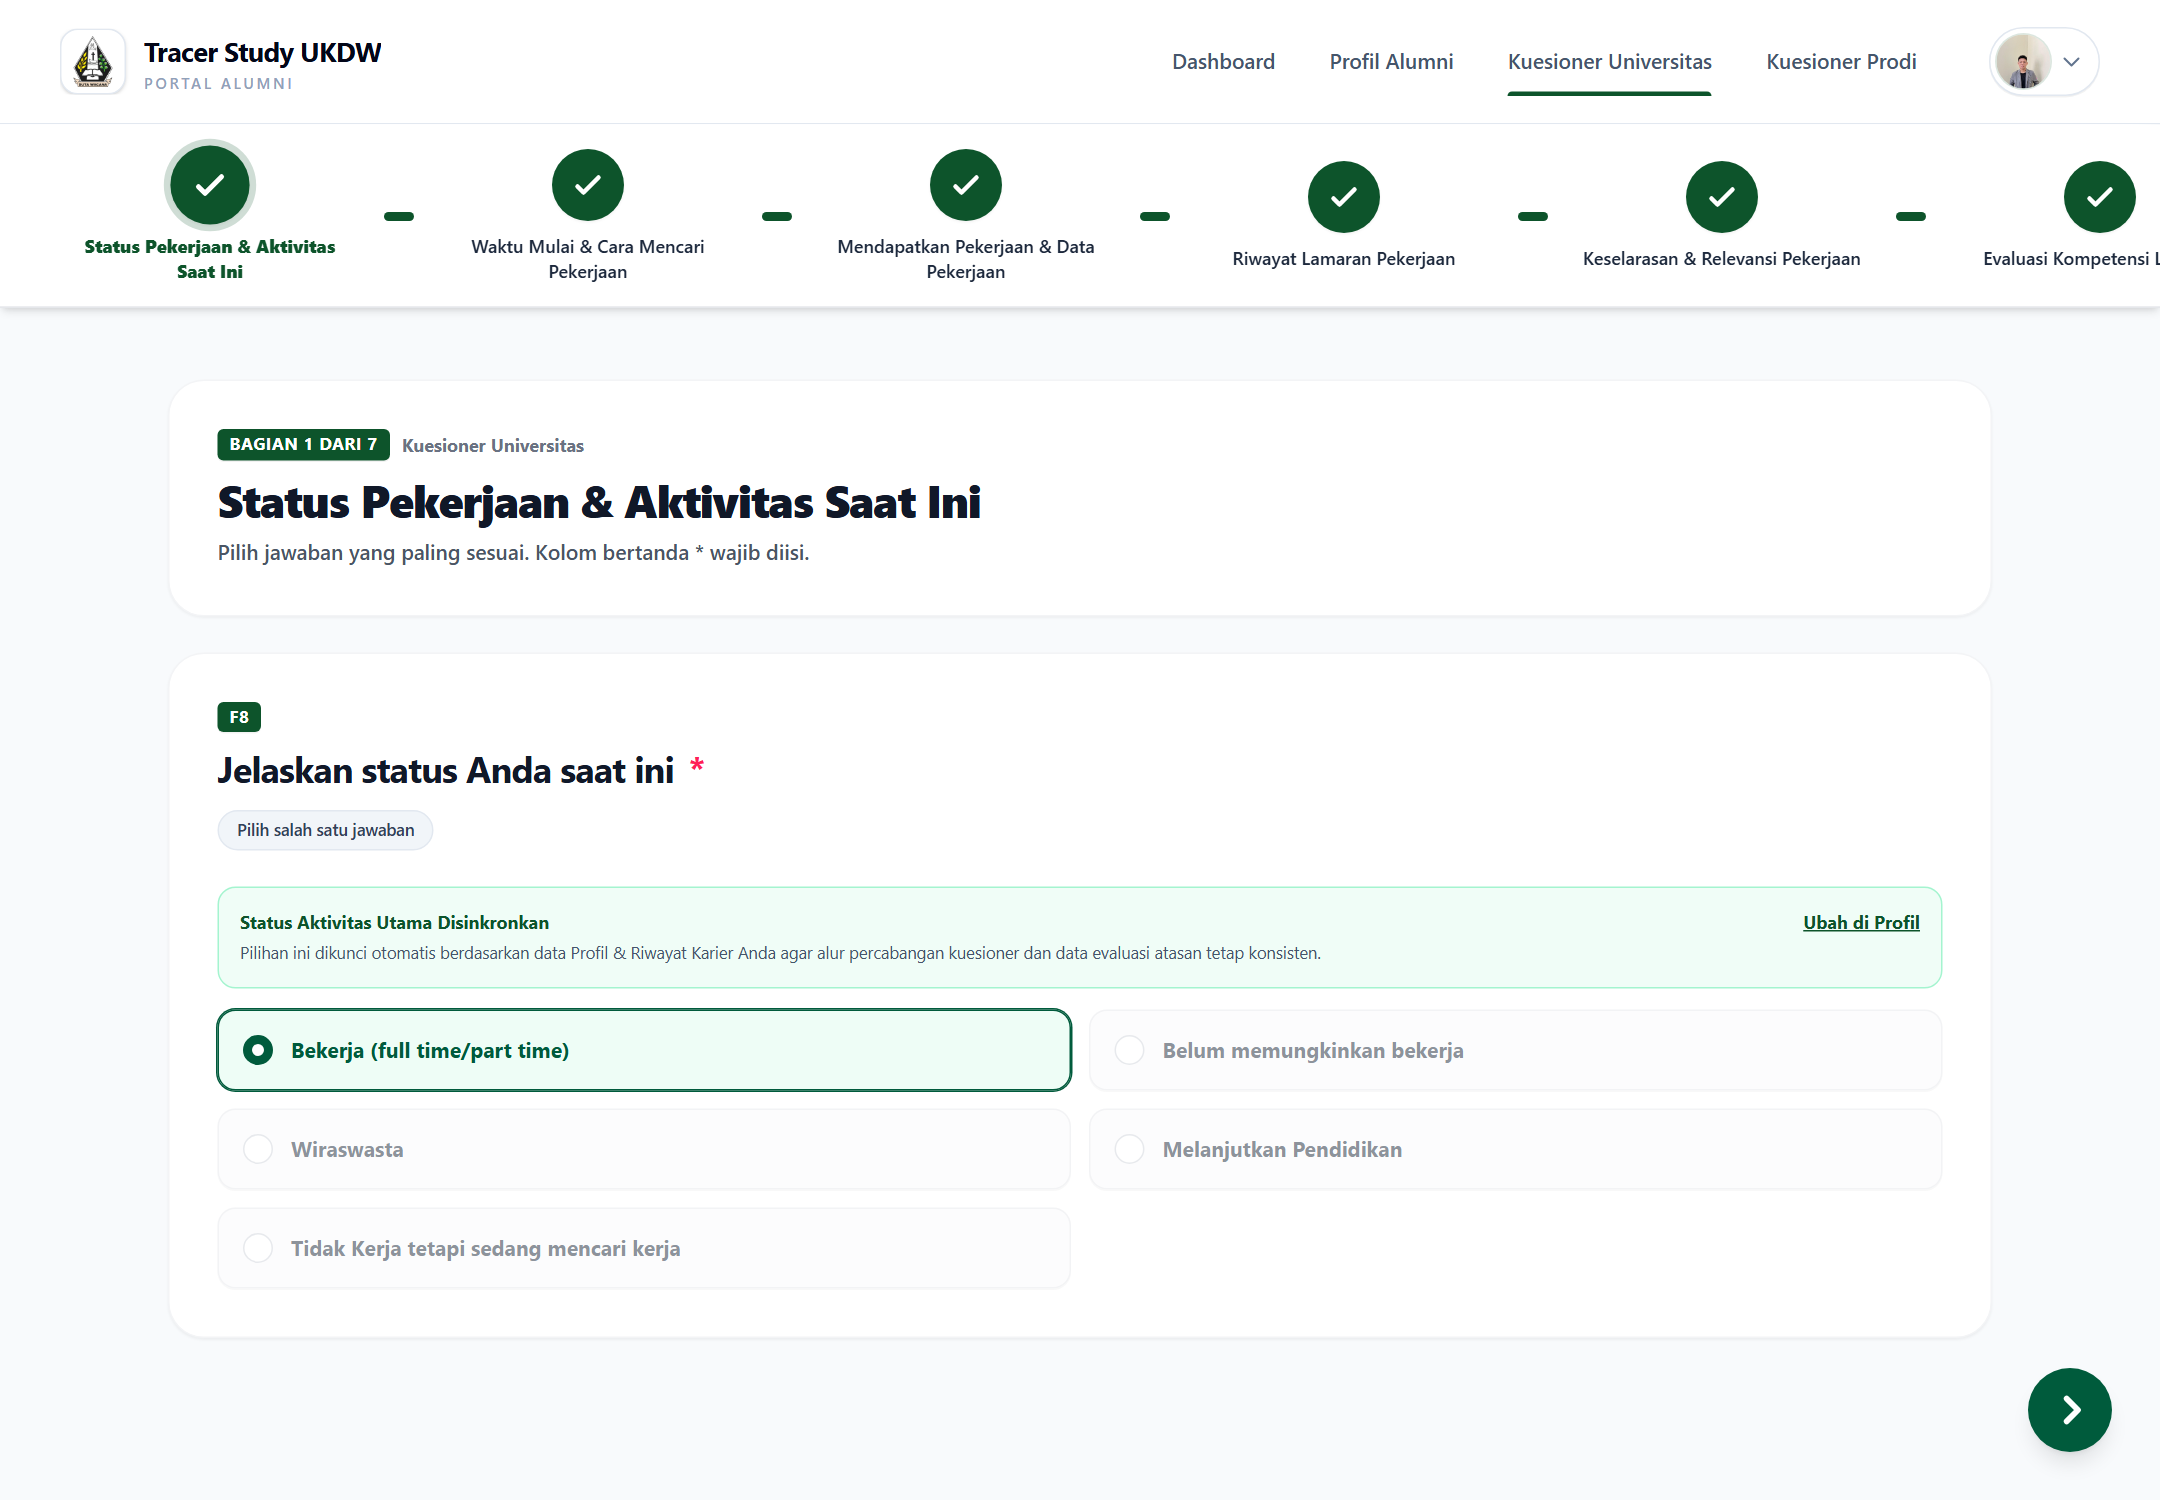 Tracer Study UKDW
PORTAL ALUMNI
Dashboard
Profil Alumni
Kuesioner Universitas
Kuesioner Prodi
Status Pekerjaan & Aktivitas
Saat Ini
Waktu Mulai & Cara Mencari
Pekerjaan
Mendapatkan Pekerjaan & Data
Pekerjaan
Riwayat Lamaran Pekerjaan
Keselarasan & Relevansi Pekerjaan
Evaluasi Kompetensi L
BAGIAN 1 DARI 7
Kuesioner Universitas
Status Pekerjaan & Aktivitas Saat Ini
Pilih jawaban yang paling sesuai. Kolom bertanda * wajib diisi.
F8
Jelaskan status Anda saat ini *
Pilih salah satu jawaban
Status Aktivitas Utama Disinkronkan
Ubah di Profil
Pilihan ini dikunci otomatis berdasarkan data Profil & Riwayat Karier Anda agar alur percabangan kuesioner dan data evaluasi atasan tetap konsisten.
Bekerja (full time/part time)
Belum memungkinkan bekerja
Wiraswasta
Melanjutkan Pendidikan
Tidak Kerja tetapi sedang mencari kerja